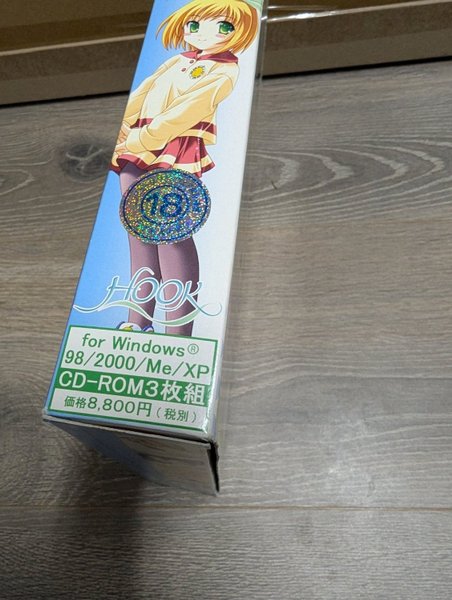 18
HOOK
for Windows®
98/2000/Me/XP
CD-ROM3枚組
価格8,800円(税別)